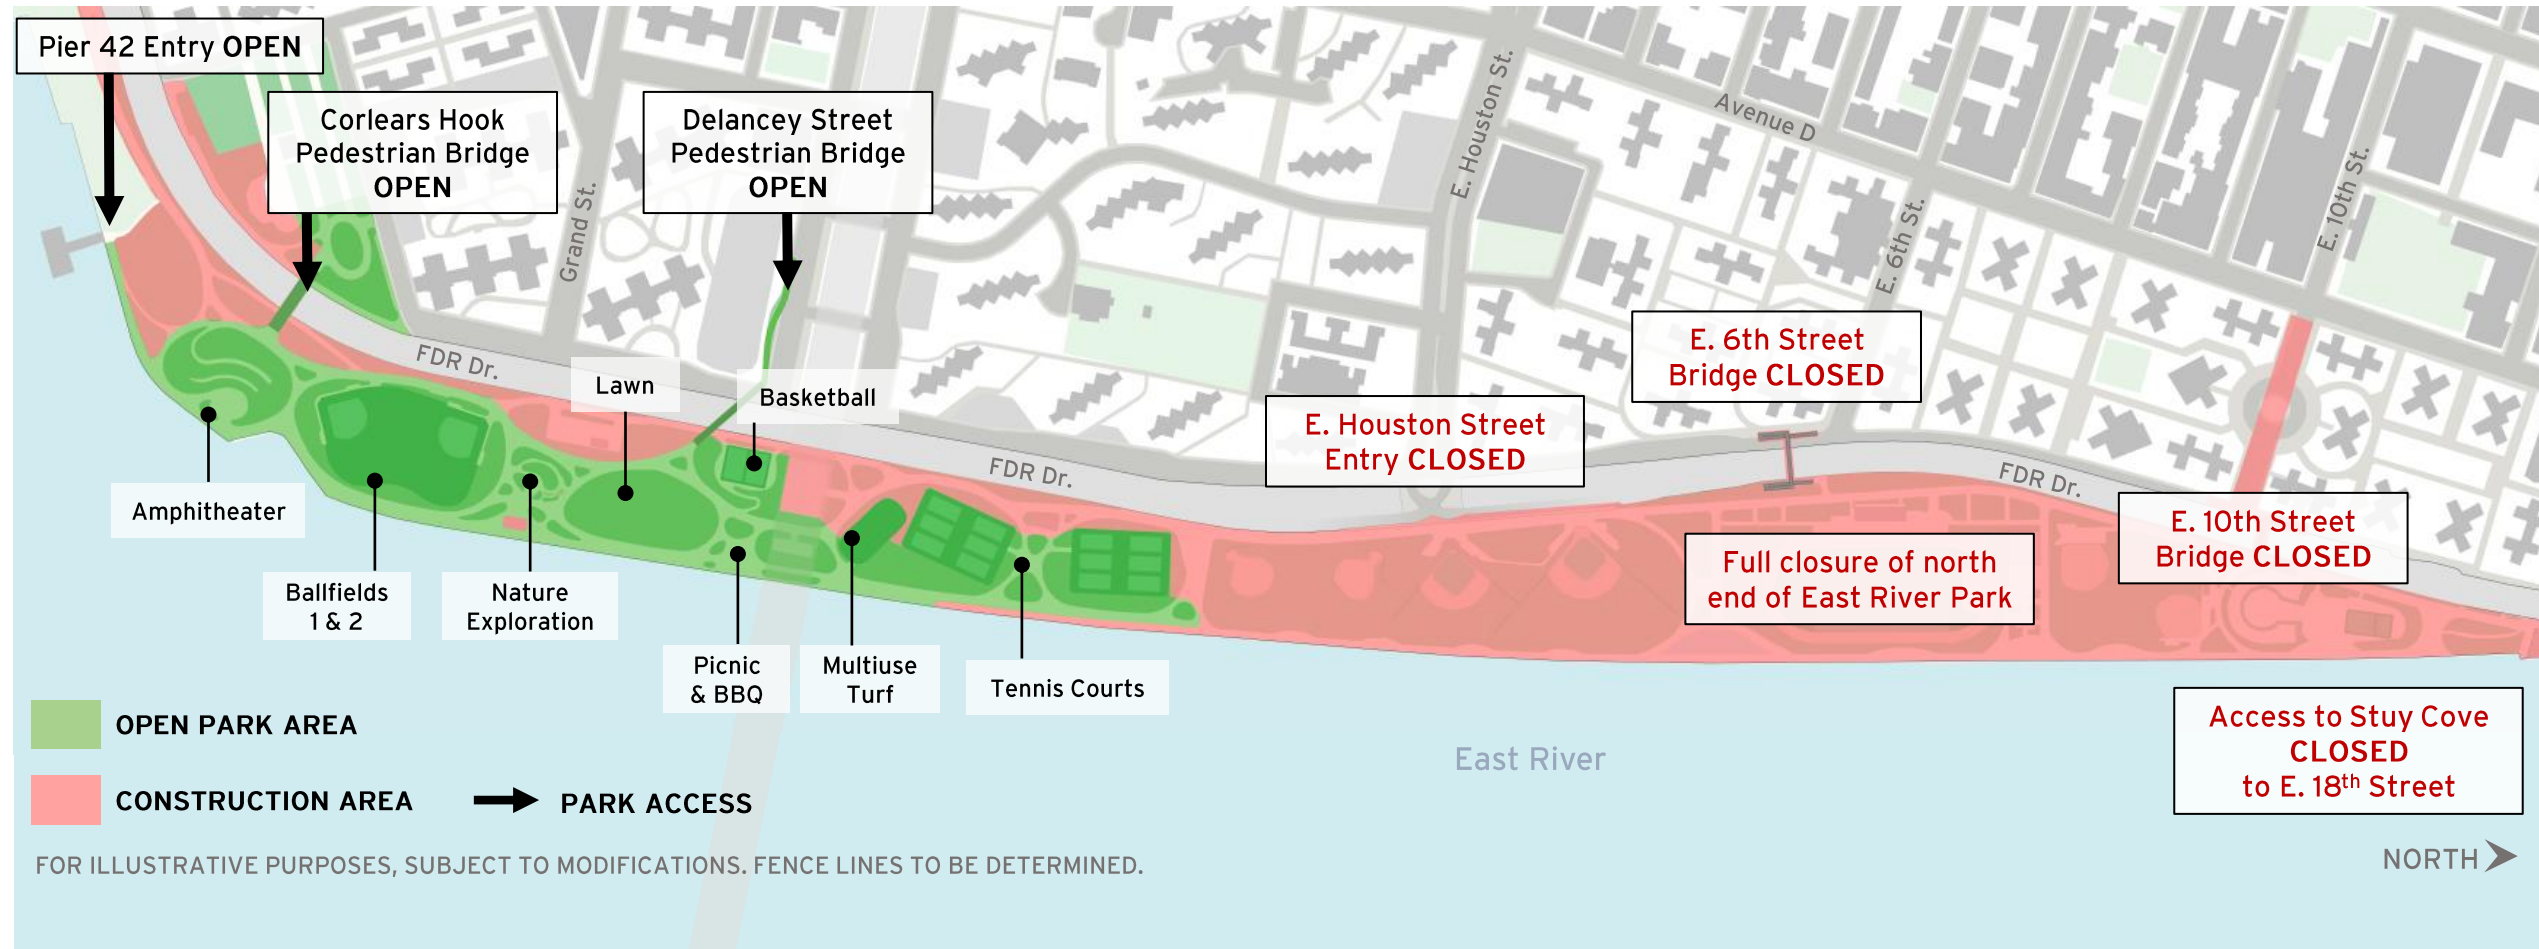 Pier 42 Entry OPEN
Corlears Hook
Pedestrian Bridge
OPEN
Delancey Street
Pedestrian Bridge
OPEN
Grand St.
E. Houston St.
Avenue D
E. 6th St.
E. 10th St.
FDR Dr.
FDR Dr.
FDR Dr.
Lawn
Basketball
E. 6th Street
Bridge CLOSED
E. Houston Street
Entry CLOSED
Full closure of north
end of East River Park
E. 10th Street
Bridge CLOSED
Amphitheater
Ballfields
1 & 2
Nature
Exploration
Picnic
& BBQ
Multiuse
Turf
Tennis Courts
OPEN PARK AREA
CONSTRUCTION AREA
PARK ACCESS
East River
Access to Stuy Cove
CLOSED
to E. 18th Street
FOR ILLUSTRATIVE PURPOSES, SUBJECT TO MODIFICATIONS. FENCE LINES TO BE DETERMINED.
NORTH